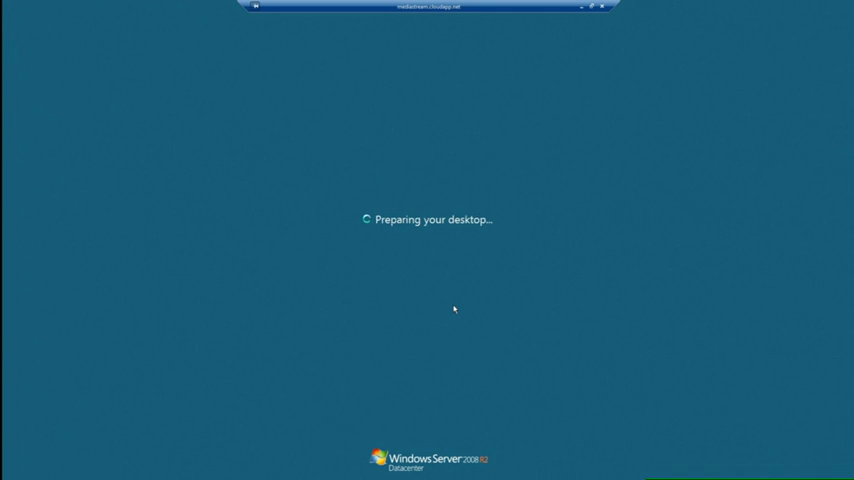 mediastream.cloudapp.net
Preparing your desktop...
Windows Server 2008 R2
Datacenter